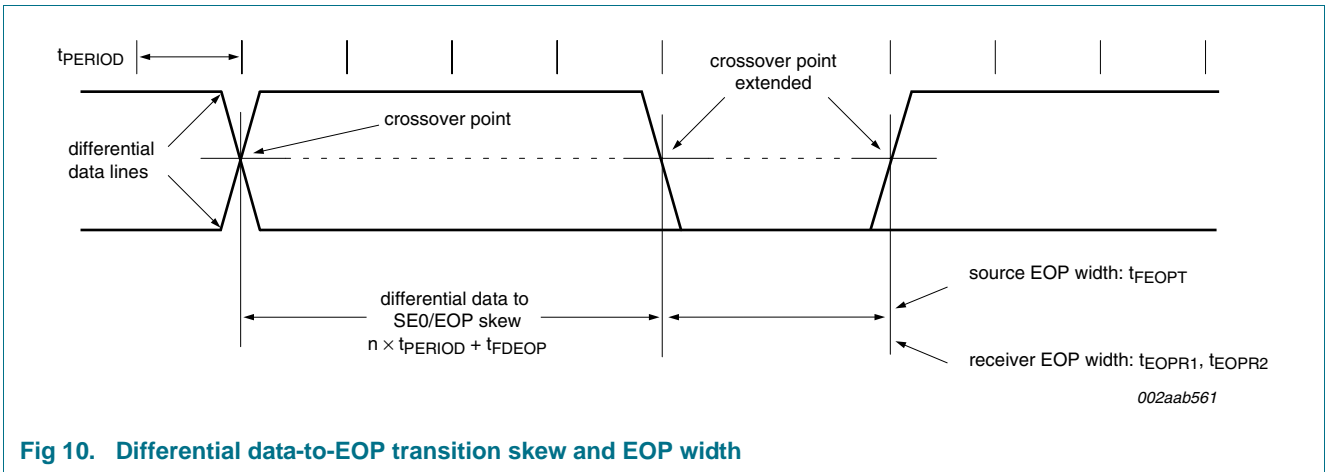 tPERIOD
crossover point
extended
crossover point
differential
data lines
source EOP width: tFEOPT
differential data to
SE0/EOP skew
n × tPERIOD + tFDEOP
receiver EOP width: tEOPR1, tEOPR2
002aab561
Fig 10. Differential data-to-EOP transition skew and EOP width